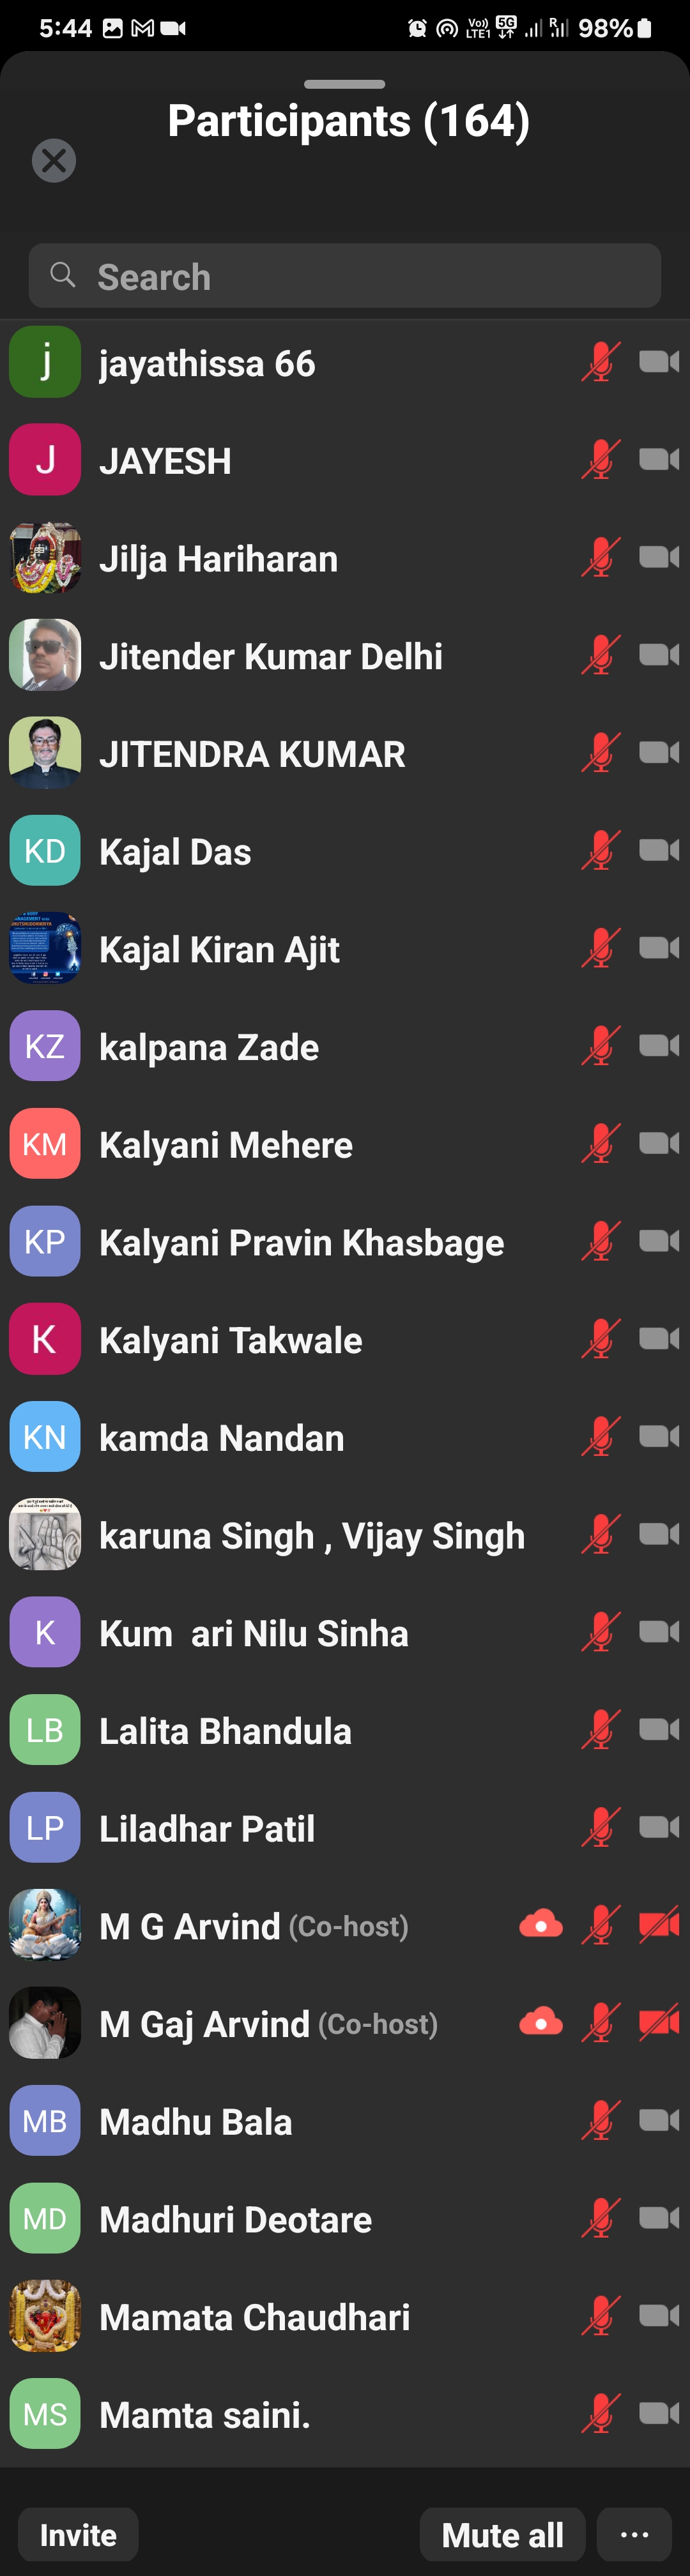 5:44 Vo) LTE1 5G R 98%
Participants (164)
Search
j jayathissa 66
J JAYESH
Jilja Hariharan
Jitender Kumar Delhi
JITENDRA KUMAR
KD Kajal Das
Kajal Kiran Ajit
KZ kalpana Zade
KM Kalyani Mehere
KP Kalyani Pravin Khasbage
K Kalyani Takwale
KN kamda Nandan
karuna Singh , Vijay Singh
K Kum  ari Nilu Sinha
LB Lalita Bhandula
LP Liladhar Patil
M G Arvind (Co-host)
M Gaj Arvind (Co-host)
MB Madhu Bala
MD Madhuri Deotare
Mamata Chaudhari
MS Mamta saini.
Invite Mute all ...